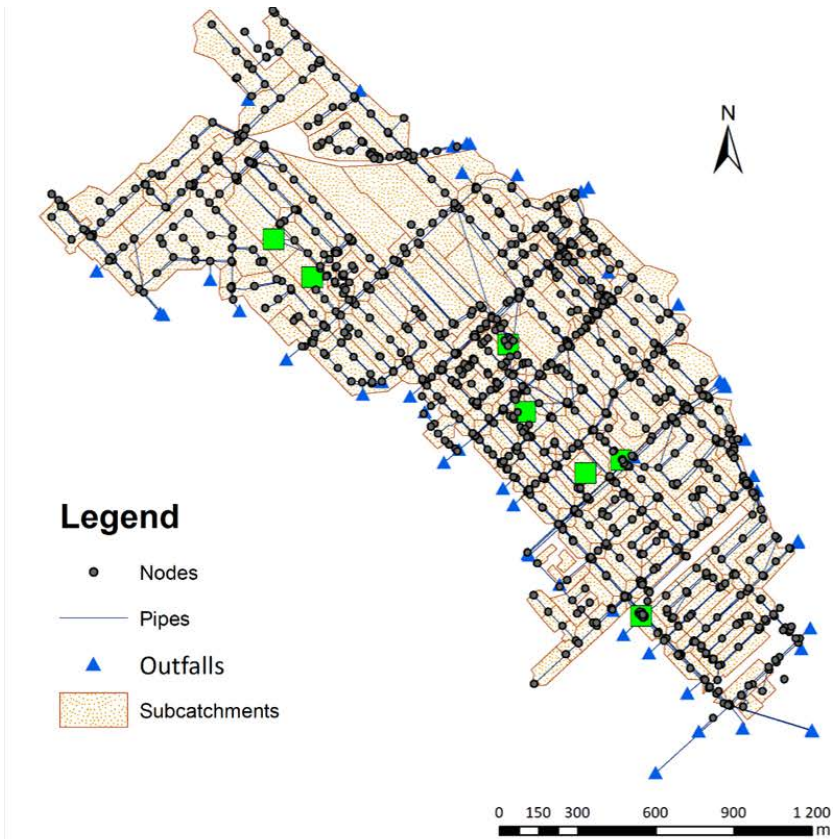 N
Legend
Nodes
Pipes
Outfalls
Subcatchments
0 150 300 600 900 1 200
m